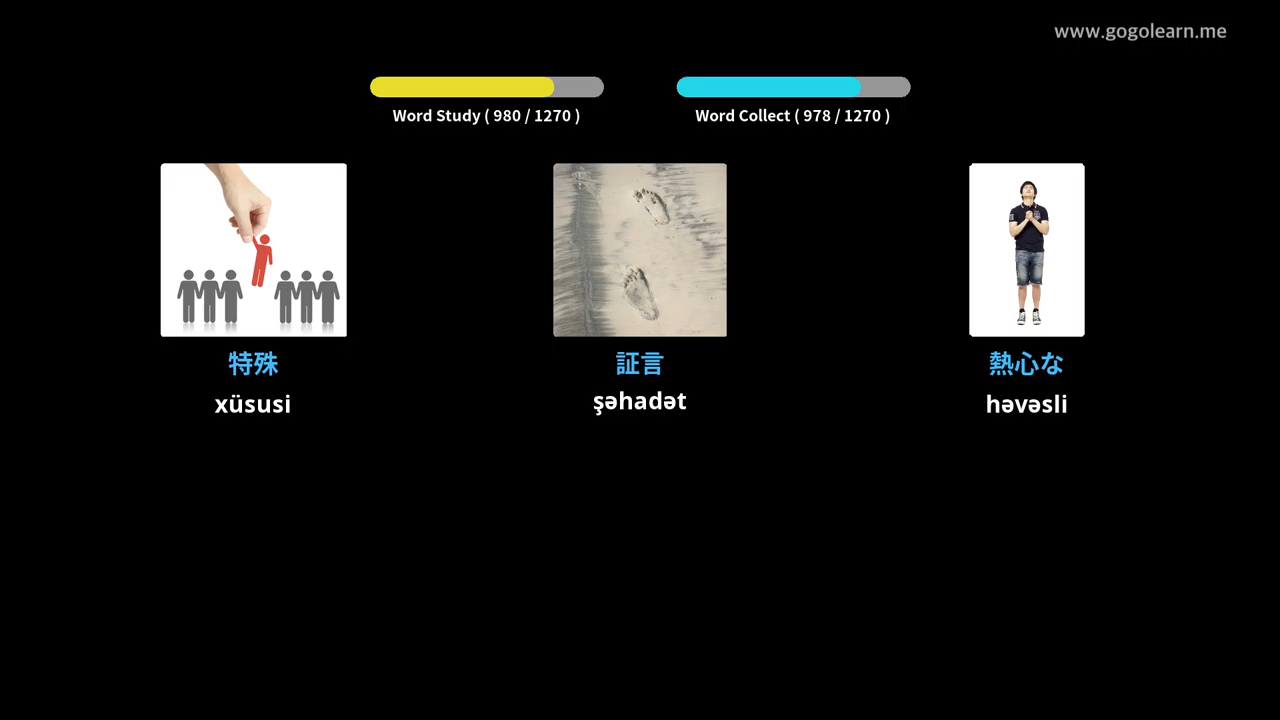 www.gogolearn.me
Word Study ( 980 / 1270 )
Word Collect ( 978 / 1270 )
特殊
証言
熱心な
xüsusi
şəhadət
həvəsli